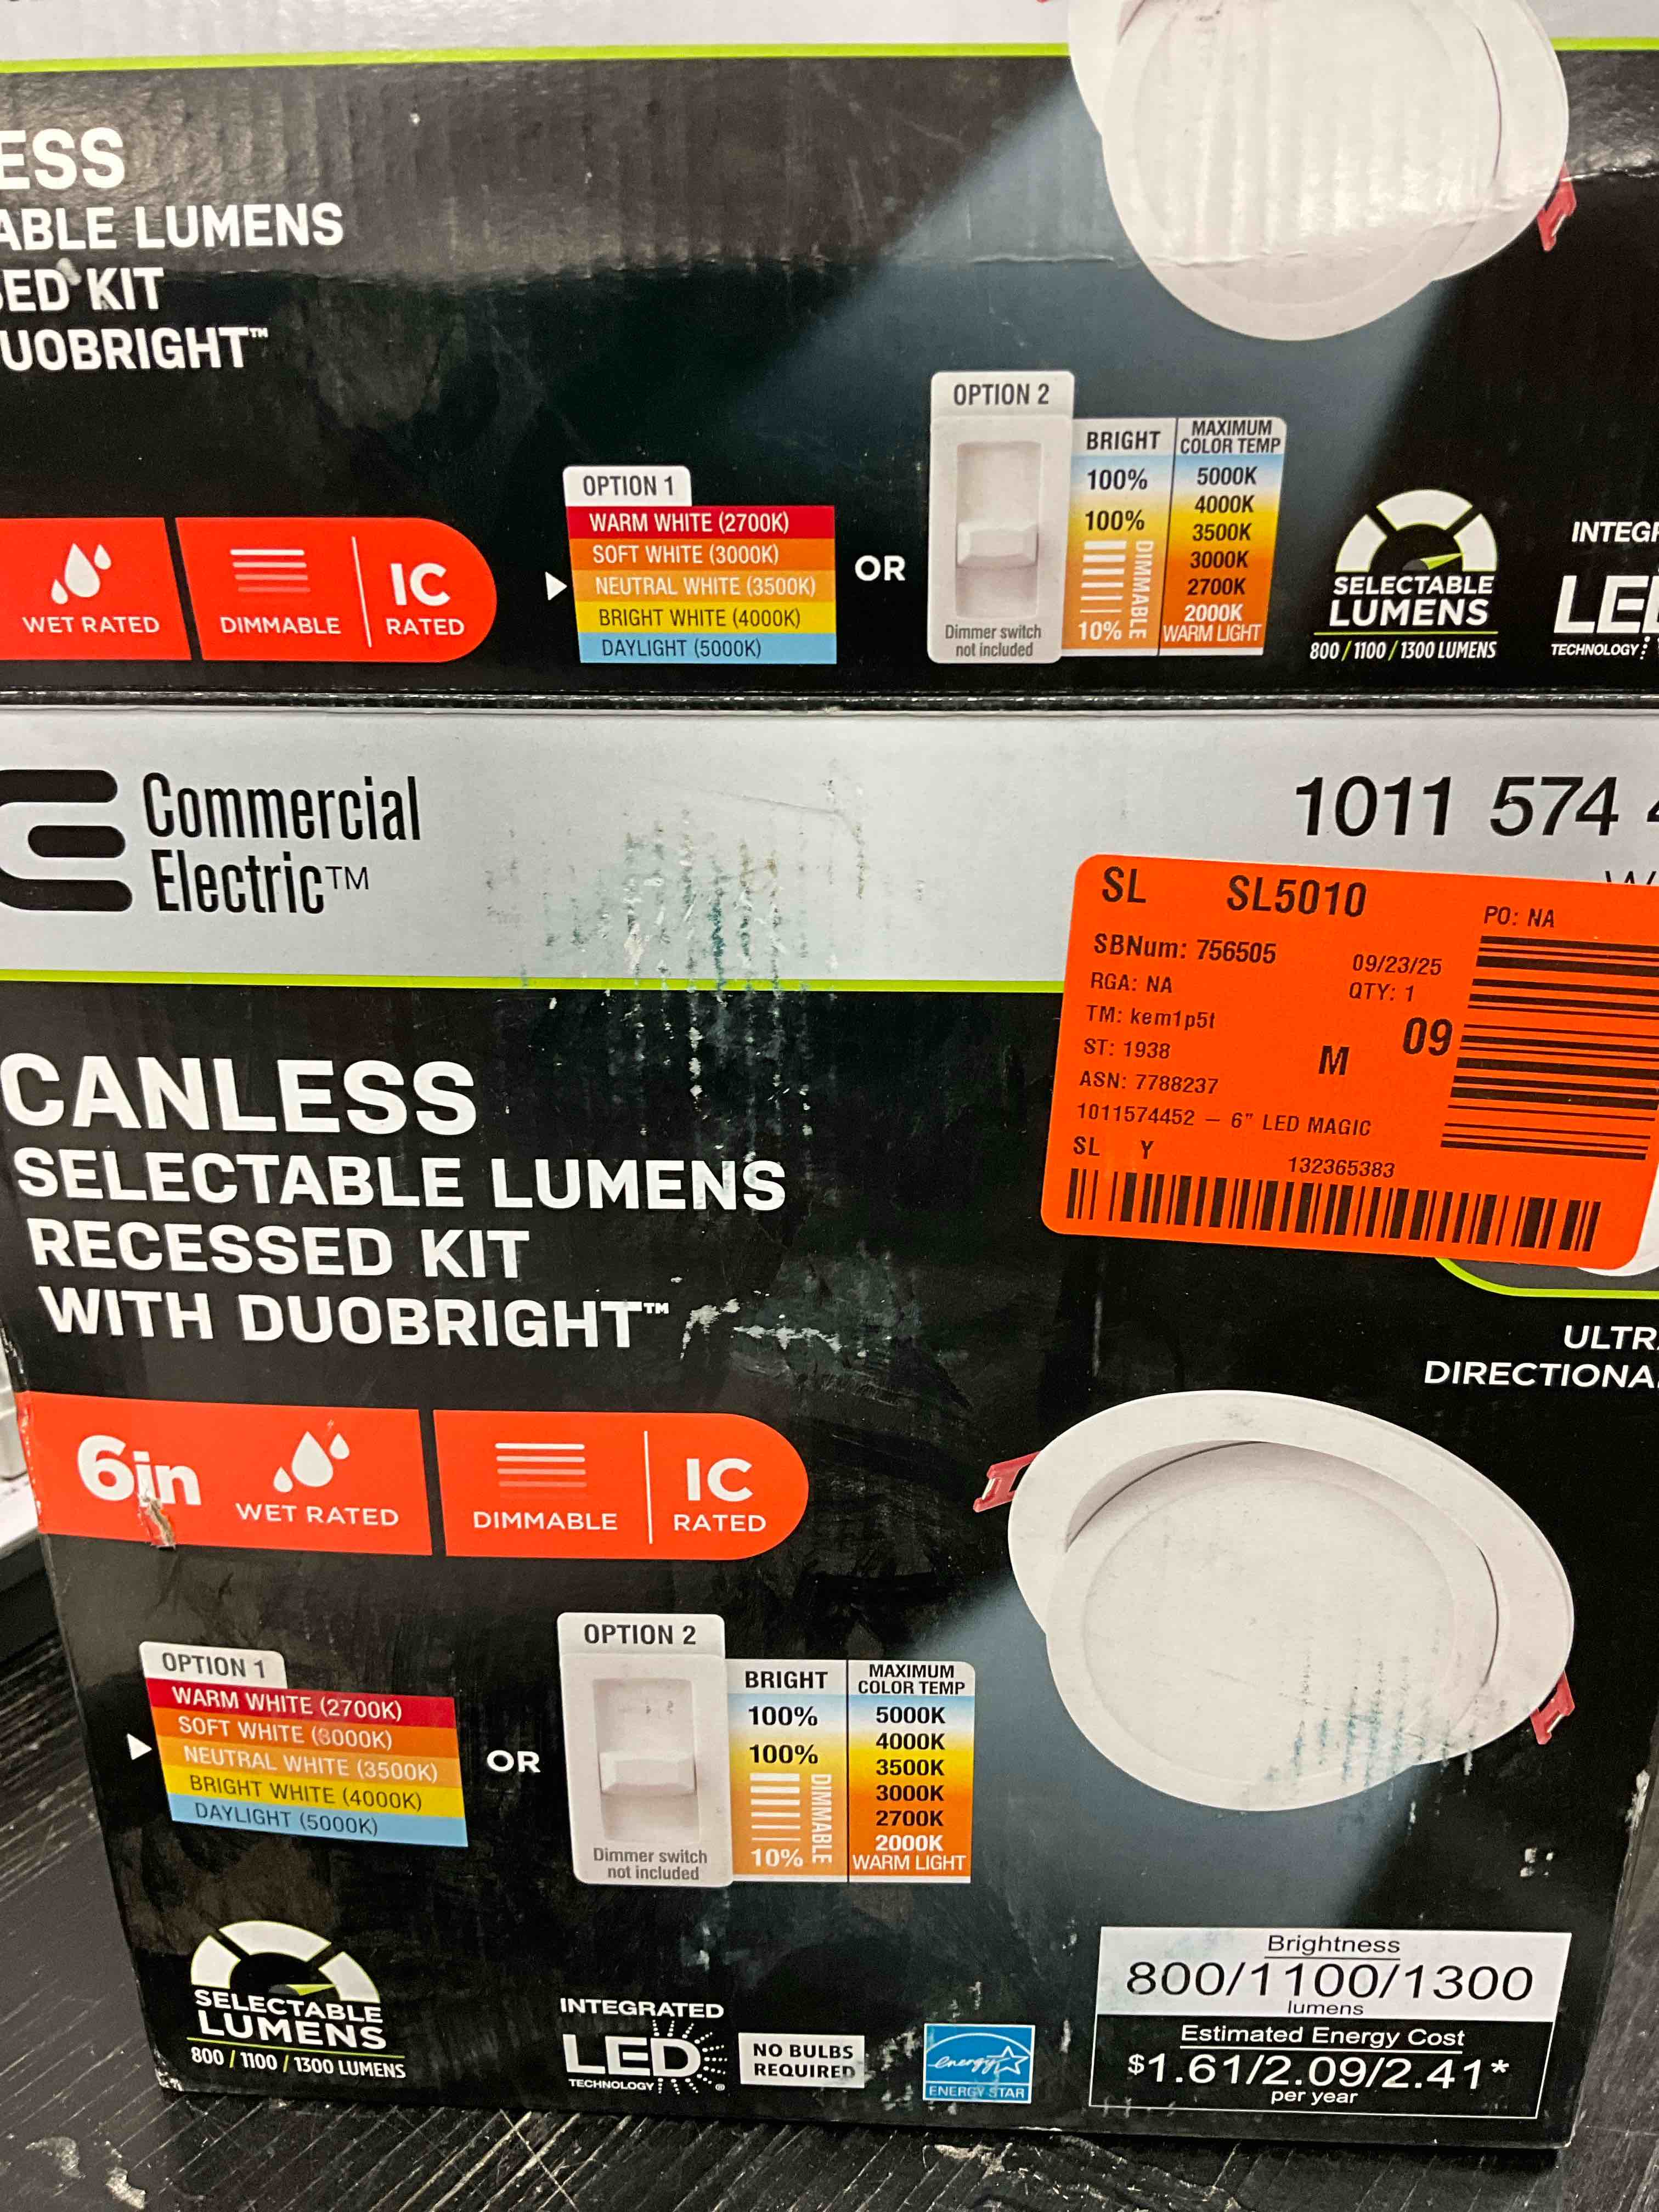 ESS
ABLE LUMENS
ED KIT
UOBRIGHT™
WET RATED
DIMMABLE
IC
RATED
OPTION 1
WARM WHITE (2700K)
SOFT WHITE (3000K)
NEUTRAL WHITE (3500K)
BRIGHT WHITE (4000K)
DAYLIGHT (5000K)
OR
OPTION 2
Dimmer switch
not included
BRIGHT
100%
100%
DIMMABLE
10%
MAXIMUM
COLOR TEMP
5000K
4000K
3500K
3000K
2700K
2000K
WARM LIGHT
SELECTABLE
LUMENS
800 / 1100 / 1300 LUMENS
INTEGR
LED
TECHNOLOGY
Commercial
Electric™
1011 574
SL SL5010
PO: NA
SBNum: 756505
09/23/25
RGA: NA
QTY: 1
TM: kem1p5t
ST: 1938
M 09
ASN: 7788237
1011574452 – 6" LED MAGIC
SL Y
132365383
CANLESS
SELECTABLE LUMENS
RECESSED KIT
WITH DUOBRIGHT™
ULTR
DIRECTIONA
6in
WET RATED
DIMMABLE
IC
RATED
OPTION 1
WARM WHITE (2700K)
SOFT WHITE (3000K)
NEUTRAL WHITE (3500K)
BRIGHT WHITE (4000K)
DAYLIGHT (5000K)
OR
OPTION 2
Dimmer switch
not included
BRIGHT
100%
100%
DIMMABLE
10%
MAXIMUM
COLOR TEMP
5000K
4000K
3500K
3000K
2700K
2000K
WARM LIGHT
SELECTABLE
LUMENS
800 / 1100 / 1300 LUMENS
INTEGRATED
LED
TECHNOLOGY ®
NO BULBS
REQUIRED
energy
ENERGY STAR
Brightness
800/1100/1300
lumens
Estimated Energy Cost
$1.61/2.09/2.41*
per year